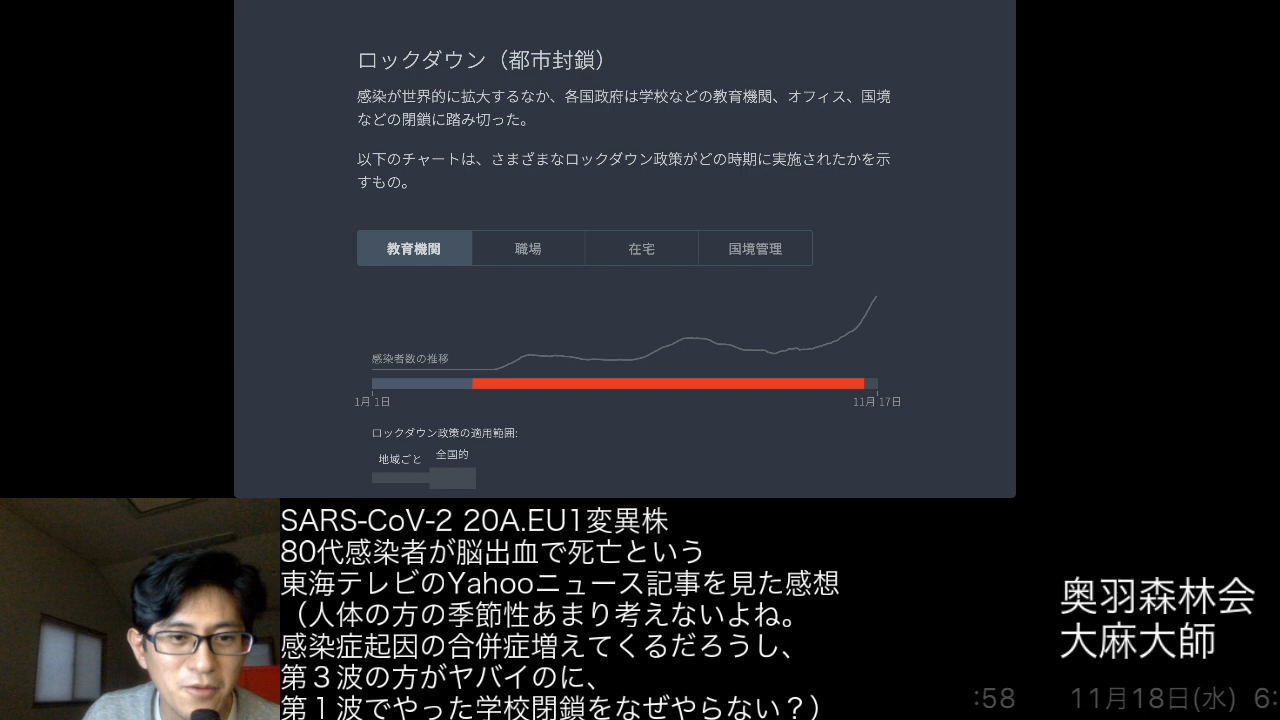 ロックダウン（都市封鎖）
感染が世界的に拡大するなか、各国政府は学校などの教育機関、オフィス、国境
などの閉鎖に踏み切った。
以下のチャートは、さまざまなロックダウン政策がどの時期に実施されたかを示
すもの。
教育機関 職場 在宅 国境管理
感染者数の推移
1月 1日 11月 17日
ロックダウン政策の適用範囲:
地域ごと 全国的
SARS-CoV-2 20A.EU1変異株
80代感染者が脳出血で死亡という
東海テレビのYahooニュース記事を見た感想
（人体の方の季節性あまり考えないよね。
感染症起因の合併症増えてくるだろうし、
第３波の方がヤバイのに、
第１波でやった学校閉鎖をなぜやらない？）
奥羽森林会
大麻大師
:58 11月18日(水) 6: